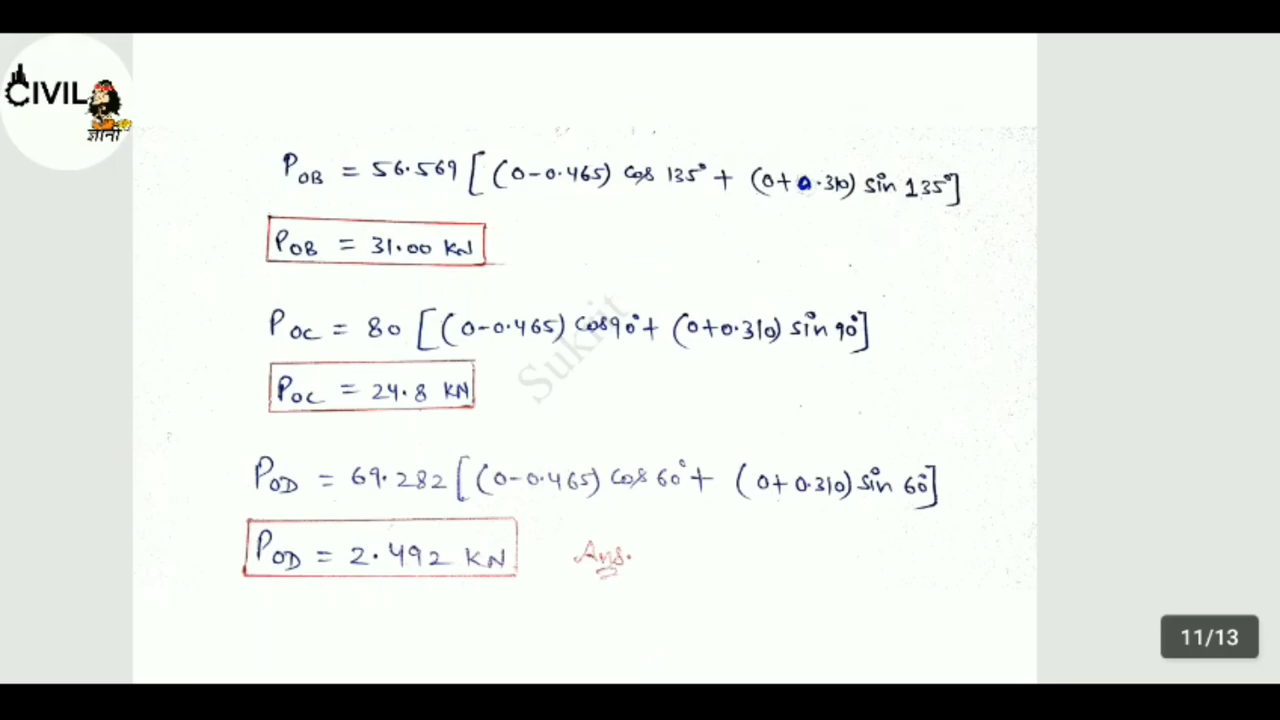 CIVIL
ज्ञानी
P_OB = 56.569 [(0-0.465) cos 135° + (0+0.310) sin 135°]
P_OB = 31.00 KN
P_OC = 80 [(0-0.465) cos 90° + (0+0.310) sin 90°]
P_OC = 24.8 KN
Sukrit
P_OD = 69.282 [(0-0.465) cos 60° + (0+0.310) sin 60°]
P_OD = 2.492 KN Ans.
11/13